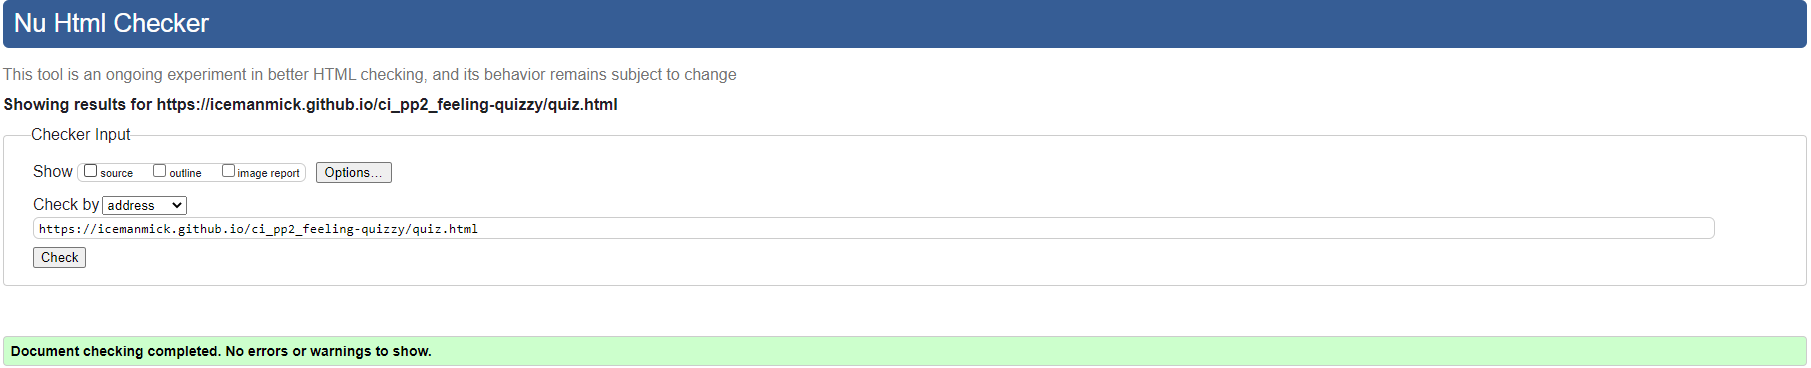 Nu Html Checker
This tool is an ongoing experiment in better HTML checking, and its behavior remains subject to change
Showing results for https://icemanmick.github.io/ci_pp2_feeling-quizzy/quiz.html
Checker Input
Show source outline image report Options...
Check by address
https://icemanmick.github.io/ci_pp2_feeling-quizzy/quiz.html
Check
Document checking completed. No errors or warnings to show.